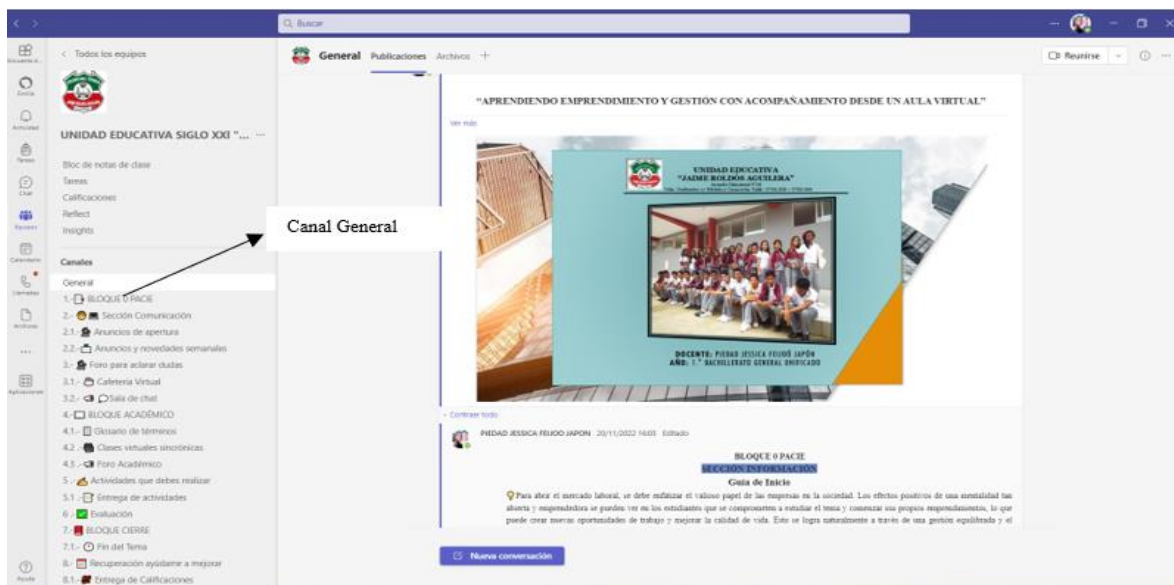 Buscar
Todos los equipos
General Publicaciones Archivos
Reunirse
UNIDAD EDUCATIVA SIGLO XXI "...
Bloc de notas de clase
Tareas
Calificaciones
Reflect
Insights
Canales
General
1.- BLOQUE 0 PACIE
2.- Sección Comunicación
2.1.- Anuncios de apertura
2.2.- Anuncios y novedades semanales
3.- Foro para aclarar dudas
3.1.- Cafetería Virtual
3.2.- Sala de chat
4.- BLOQUE ACADÉMICO
4.1.- Glosario de términos
4.2 .- Clases virtuales sincrónicas
4.3 .- Foro Académico
5 .- Actividades que debes realizar
5.1 .- Entrega de actividades
6 .- Evaluación
7.- BLOQUE CIERRE
7.1.- Fin del Tema
8.- Recuperación ayúdame a mejorar
8.1.- Entrega de Calificaciones
Actividad
Tareas
Chat
Equipos
Calendario
Llamadas
Archivos
Aplicaciones
Ayuda
Canal General
"APRENDIENDO EMPRENDIMIENTO Y GESTIÓN CON ACOMPAÑAMIENTO DESDE UN AULA VIRTUAL"
Ver más
UNIDAD EDUCATIVA
"JAIME ROLDÓS AGUILERA"
DOCENTE: PIEDAD JESSICA FEIJOÓ JAPÓN
AÑO: 1.° BACHILLERATO GENERAL UNIFICADO
Contraer todo
PIEDAD JESSICA FEIJOO JAPON 20/11/2022 16:03 Editado
BLOQUE 0 PACIE
SECCIÓN INFORMACIÓN
Guía de Inicio
Para abrir el mercado laboral, se debe enfatizar el valioso papel de las empresas en la sociedad. Los efectos positivos de una mentalidad tan
abierta y emprendedora se pueden ver en los estudiantes que se comprometen a estudiar el tema y comenzar sus propios emprendimientos, lo que
puede crear nuevas oportunidades de trabajo y mejorar la calidad de vida. Esto se logra naturalmente a través de una gestión equilibrada y el
Nueva conversación